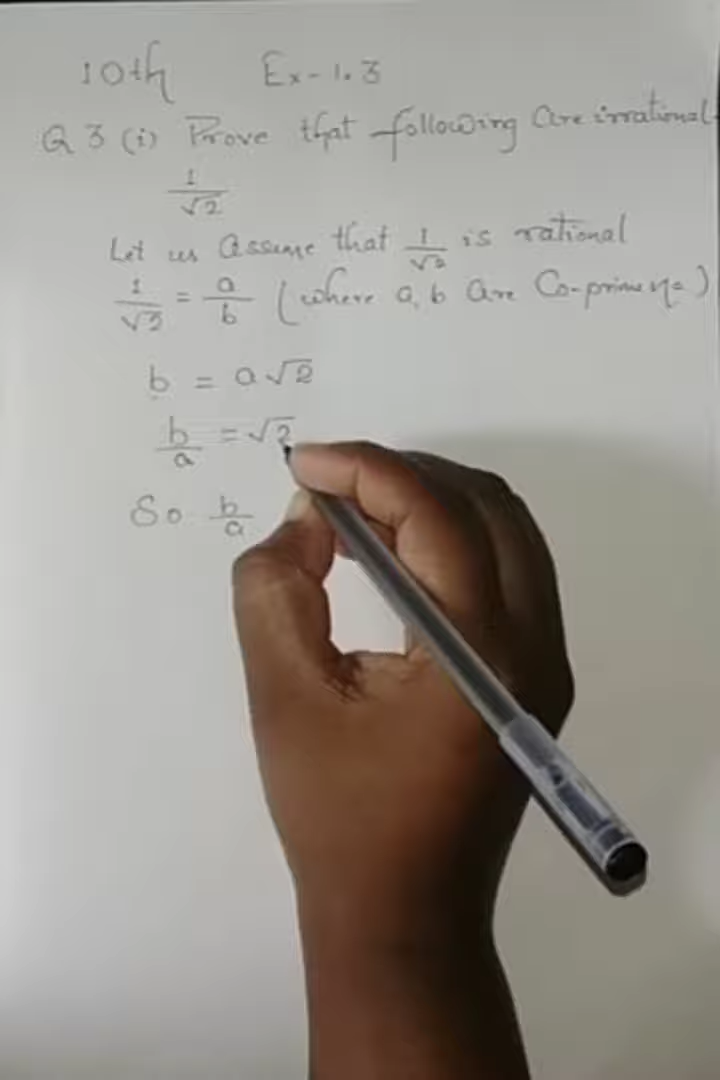 10th Ex-1.3
Q 3 (i) Prove that following are irrational
1/√2
Let us assume that 1/√2 is rational
1/√3 = a/b (where a, b are Co-prime no)
b = a√2
b/a = √2
So b/a